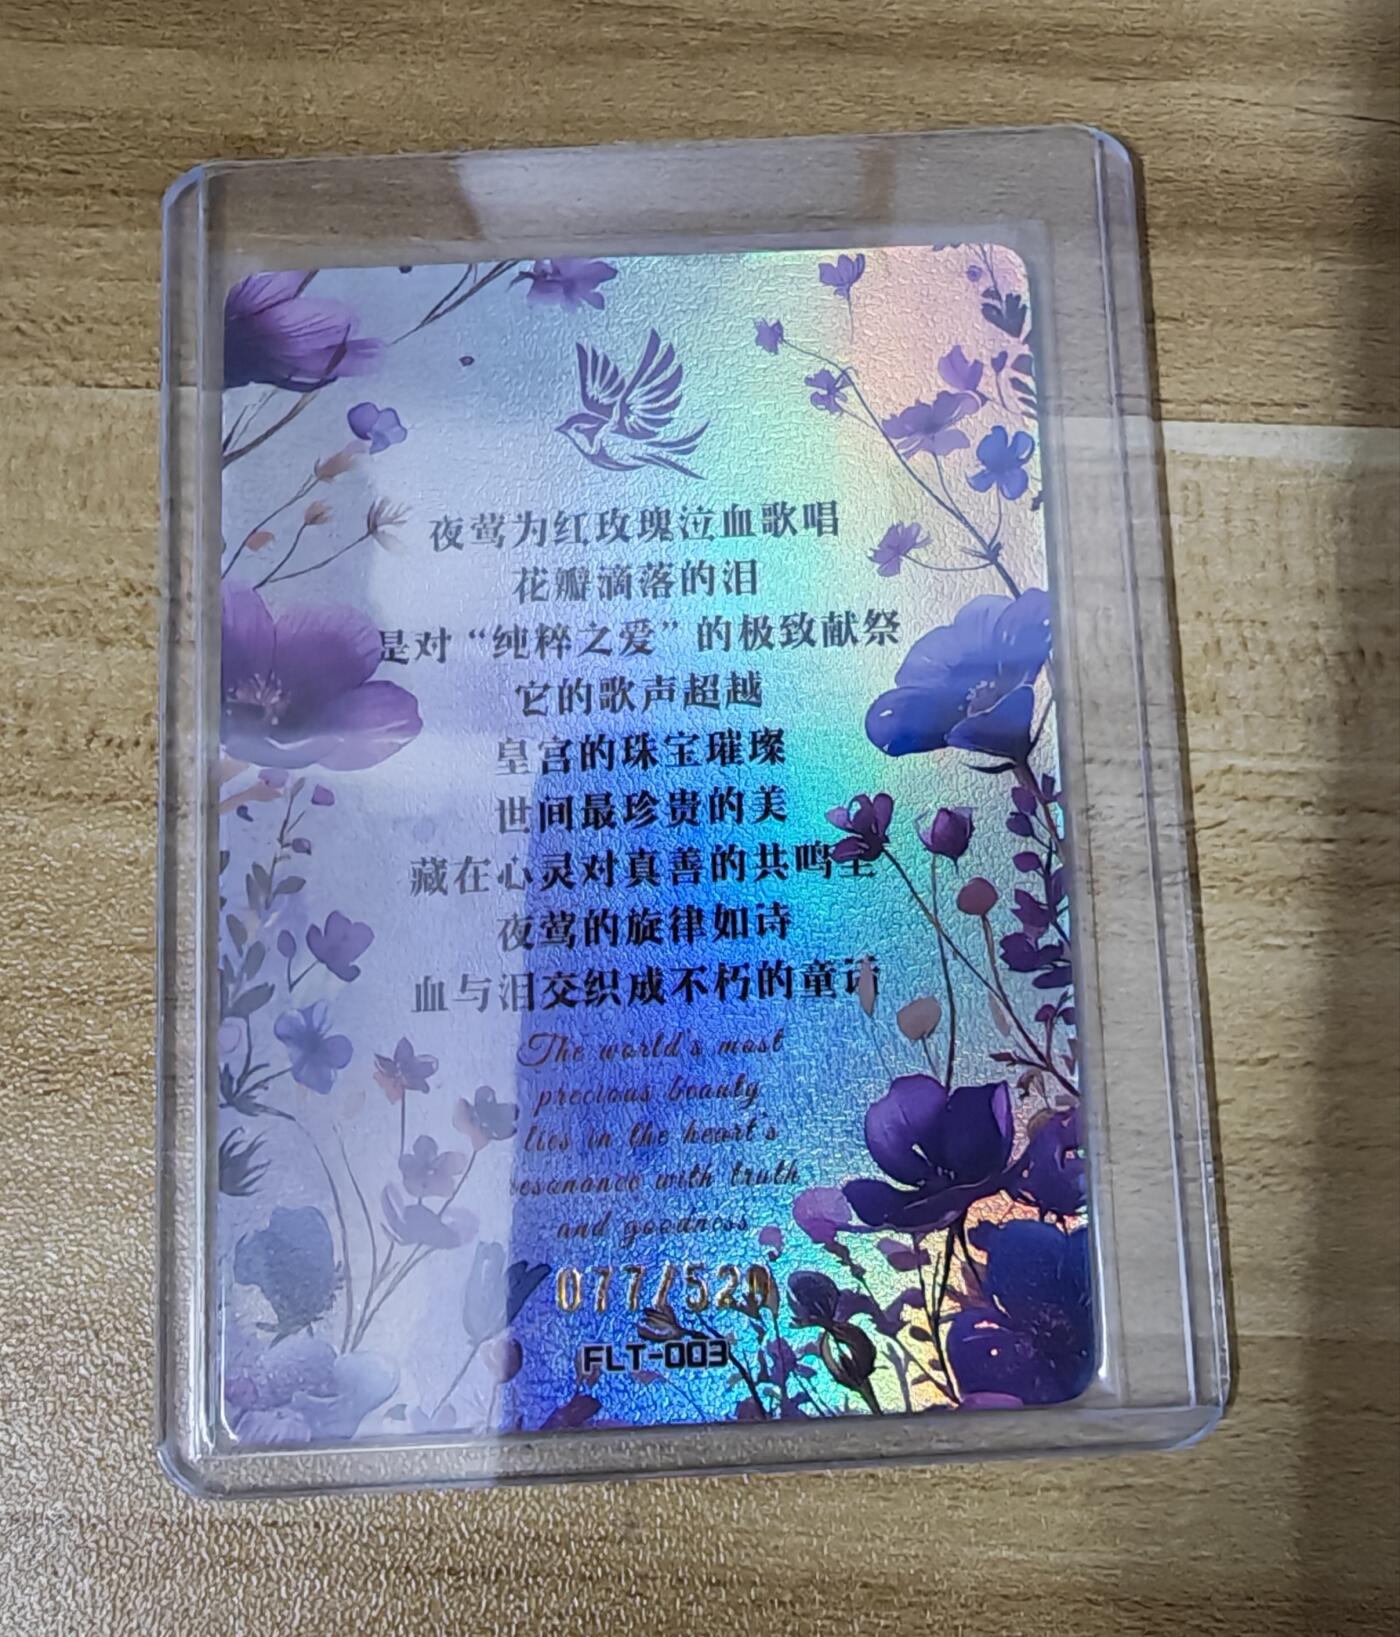 夜莺为红玫瑰泣血歌唱
花瓣滴落的泪
是对“纯粹之爱”的极致献祭
它的歌声超越
皇宫的珠宝璀璨
世间最珍贵的美
藏在心灵对真善的共鸣里
夜莺的旋律如诗
血与泪交织成不朽的童话
The world's most
precious beauty
lies in the heart's
resonance with truth
and goodness
077/520
FLT-003